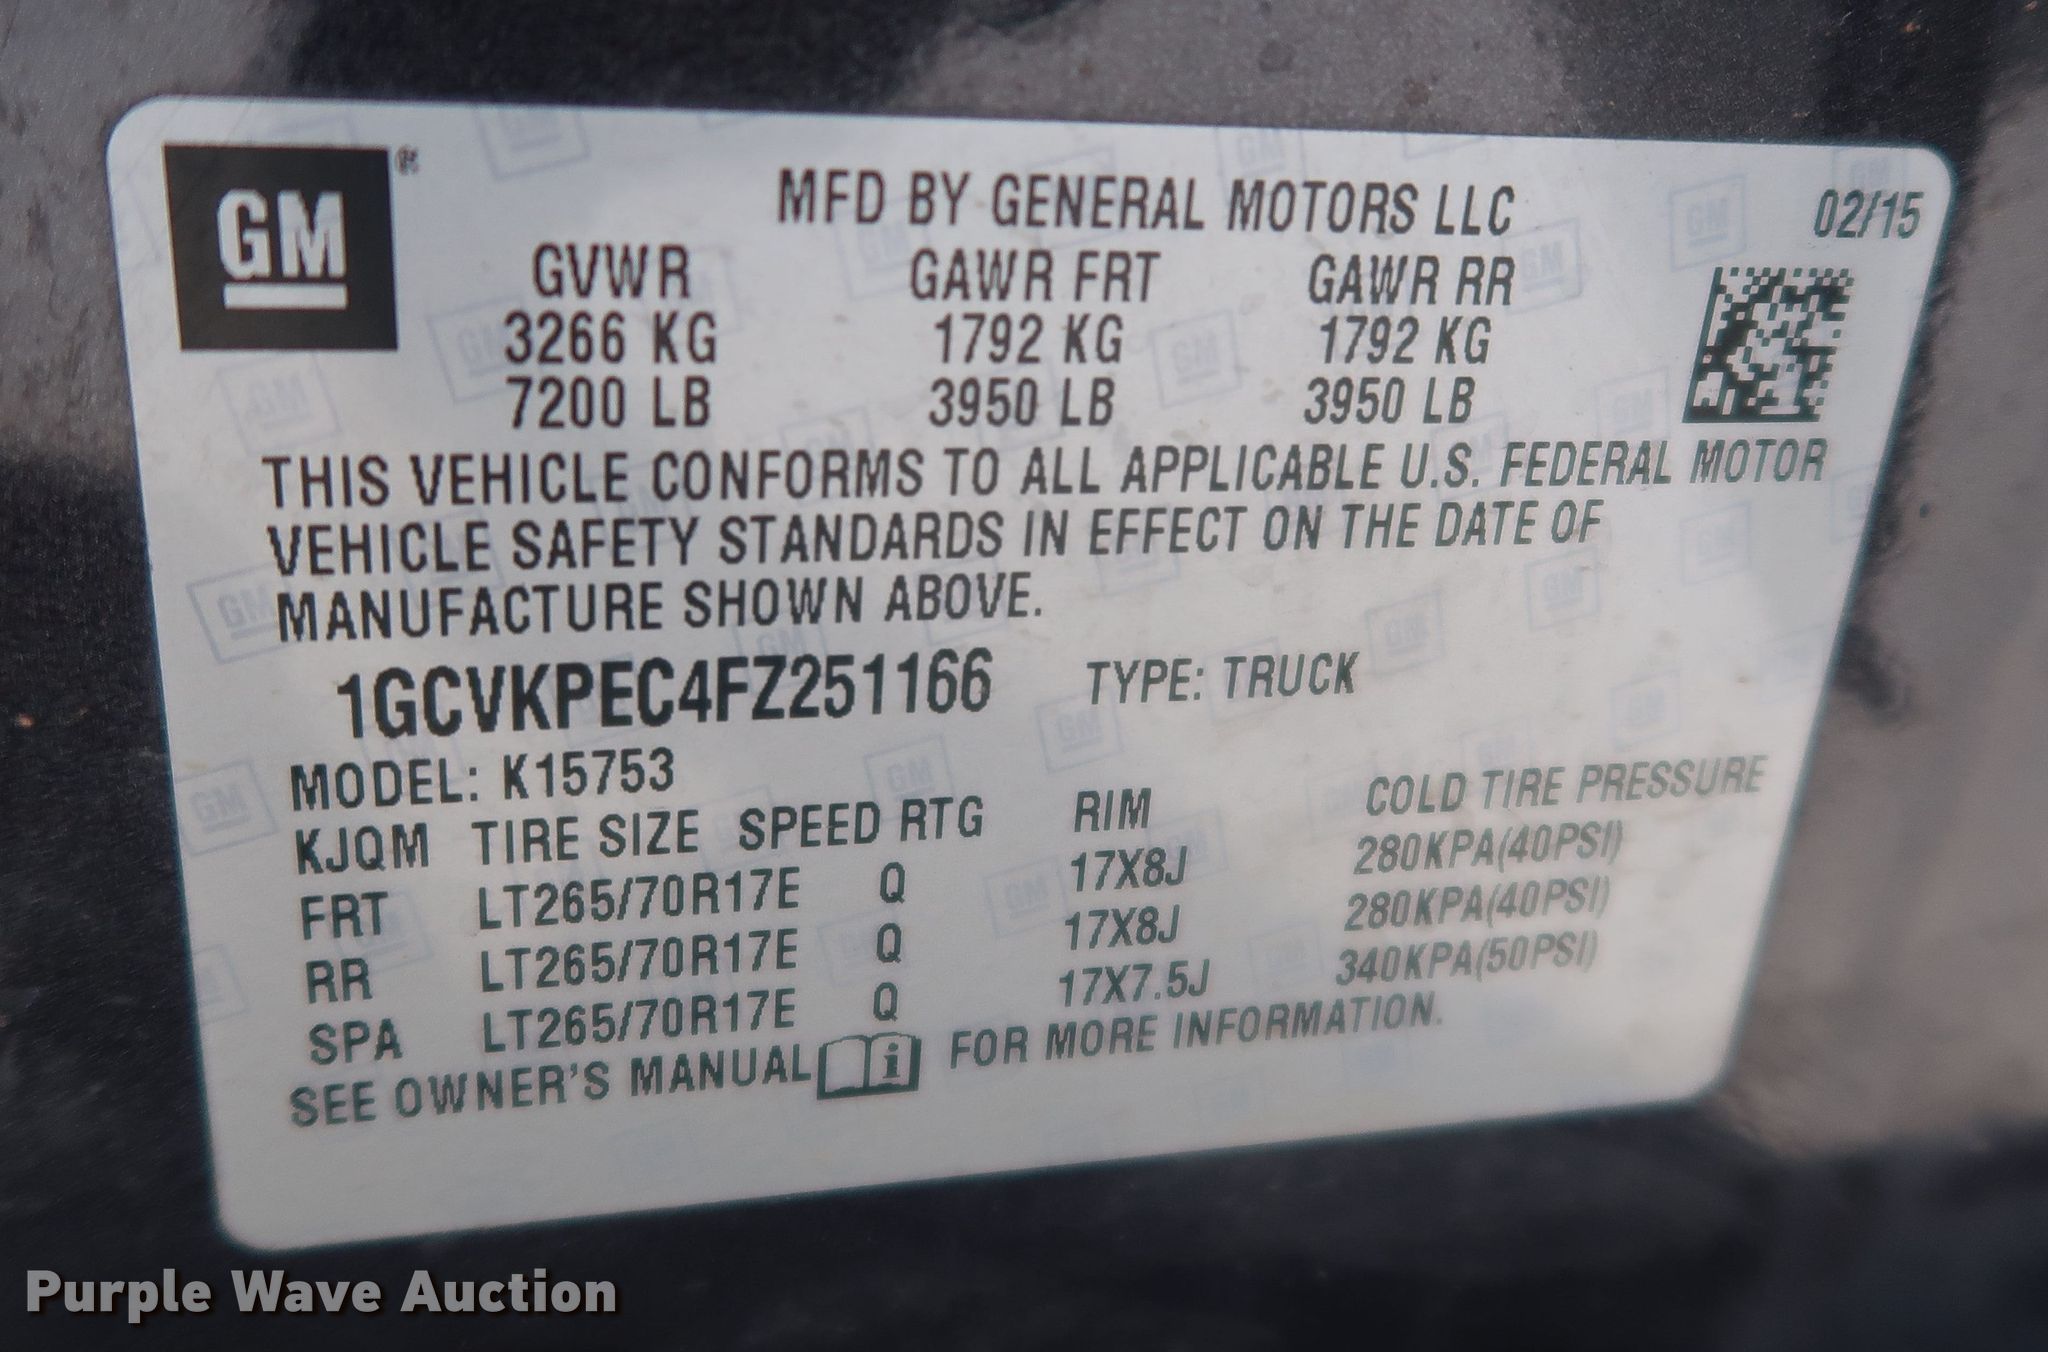 GM ®
MFD BY GENERAL MOTORS LLC 02/15
GVWR GAWR FRT GAWR RR
3266 KG 1792 KG 1792 KG
7200 LB 3950 LB 3950 LB
THIS VEHICLE CONFORMS TO ALL APPLICABLE U.S. FEDERAL MOTOR
VEHICLE SAFETY STANDARDS IN EFFECT ON THE DATE OF
MANUFACTURE SHOWN ABOVE.
1GCVKPEC4FZ251166 TYPE: TRUCK
MODEL: K15753
KJQM TIRE SIZE SPEED RTG RIM COLD TIRE PRESSURE
FRT LT265/70R17E Q 17X8J 280KPA(40PSI)
RR LT265/70R17E Q 17X8J 280KPA(40PSI)
SPA LT265/70R17E Q 17X7.5J 340KPA(50PSI)
SEE OWNER'S MANUAL i FOR MORE INFORMATION.
Purple Wave Auction